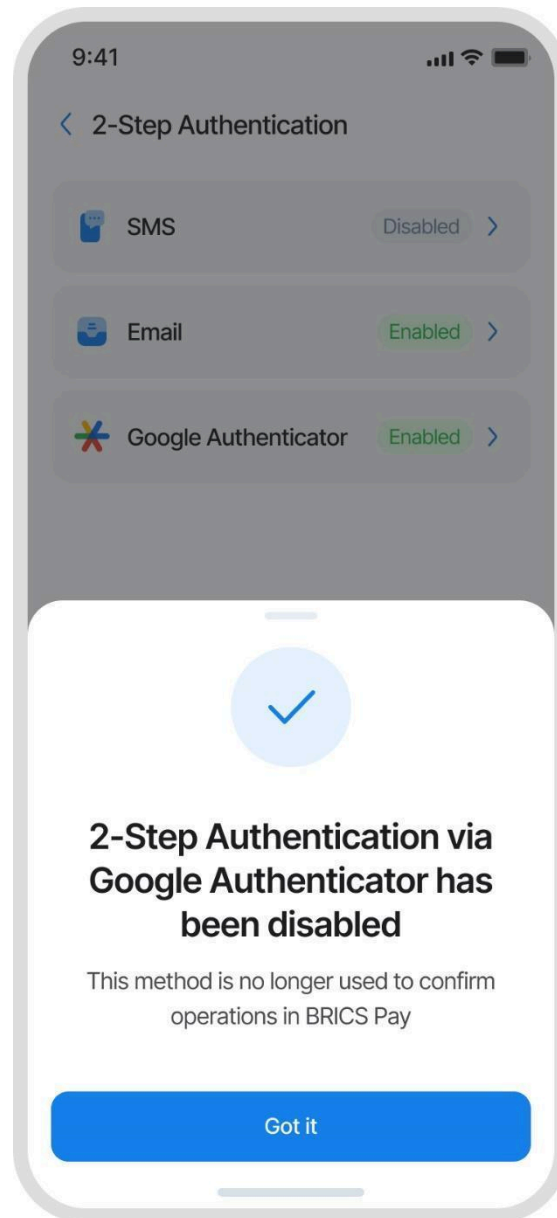 9:41
2-Step Authentication
SMS Disabled
Email Enabled
Google Authenticator Enabled
2-Step Authentication via
Google Authenticator has
been disabled
This method is no longer used to confirm
operations in BRICS Pay
Got it